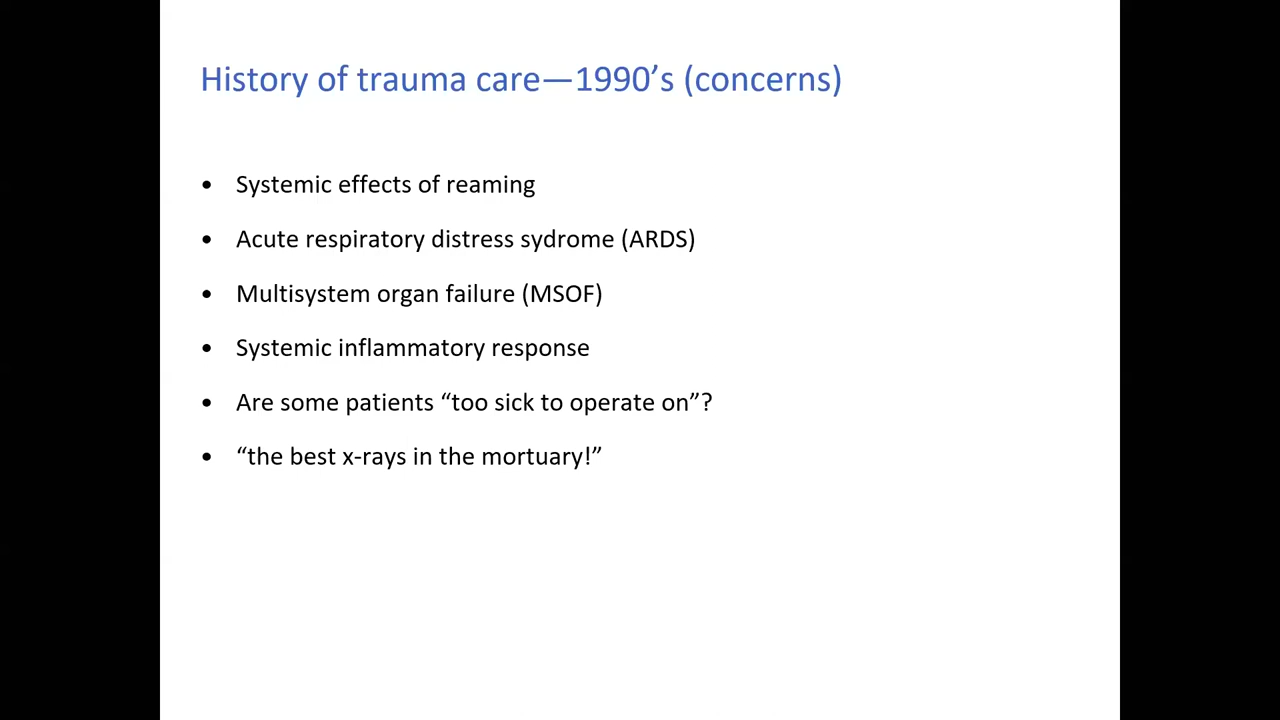 History of trauma care—1990’s (concerns)
• Systemic effects of reaming
• Acute respiratory distress sydrome (ARDS)
• Multisystem organ failure (MSOF)
• Systemic inflammatory response
• Are some patients “too sick to operate on”?
• “the best x-rays in the mortuary!”